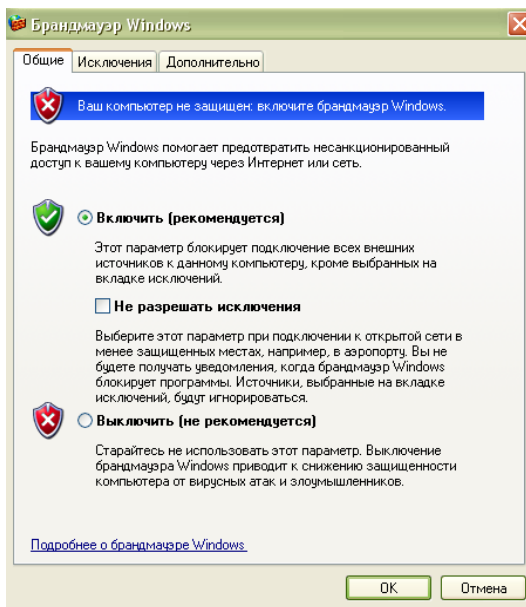 Брандмауэр Windows
Общие Исключения Дополнительно
Ваш компьютер не защищен: включите брандмауэр Windows.
Брандмауэр Windows помогает предотвратить несанкционированный
доступ к вашему компьютеру через Интернет или сеть.
Включить (рекомендуется)
Этот параметр блокирует подключение всех внешних
источников к данному компьютеру, кроме выбранных на
вкладке исключений.
Не разрешать исключения
Выберите этот параметр при подключении к открытой сети в
менее защищенных местах, например, в аэропорту. Вы не
будете получать уведомления, когда брандмауэр Windows
блокирует программы. Источники, выбранные на вкладке
исключений, будут игнорироваться.
Выключить (не рекомендуется)
Старайтесь не использовать этот параметр. Выключение
брандмауэра Windows приводит к снижению защищенности
компьютера от вирусных атак и злоумышленников.
Подробнее о брандмауэре Windows
OK Отмена